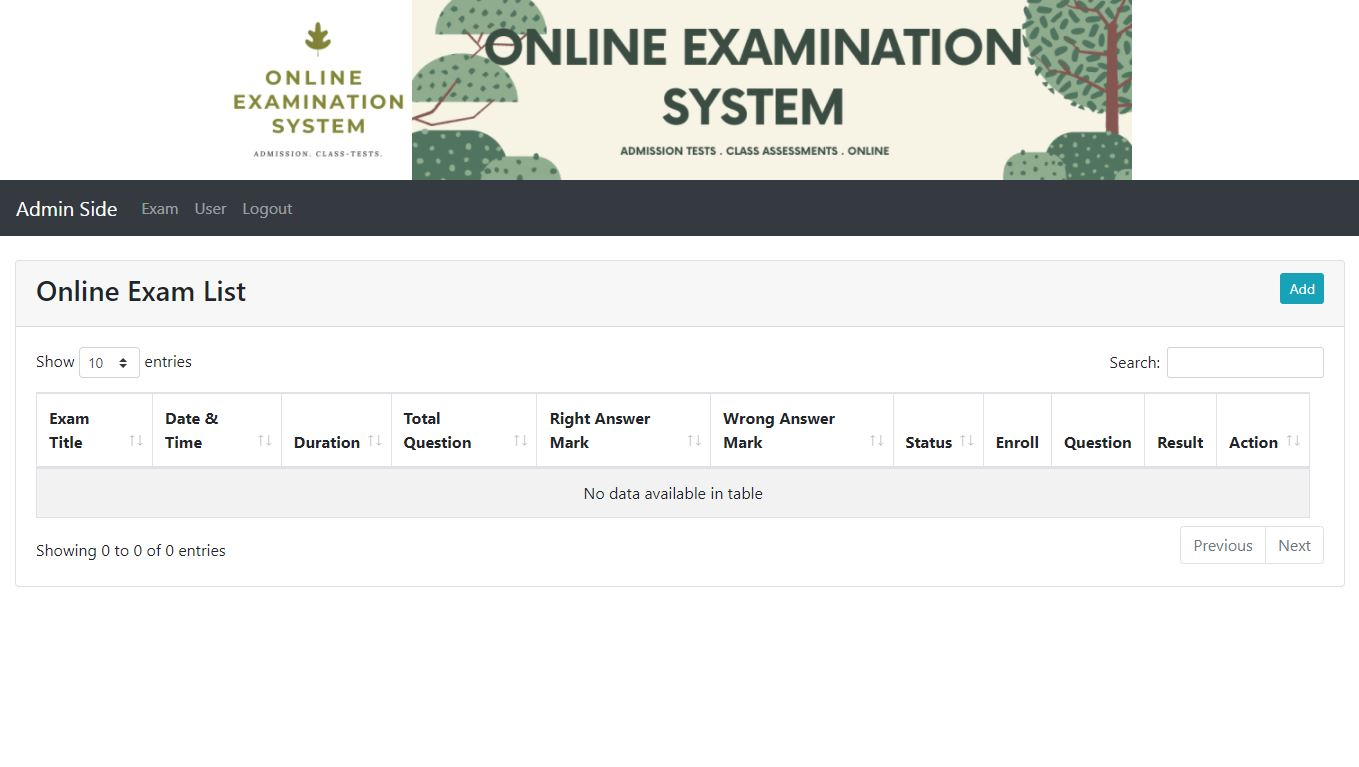 ONLINE
EXAMINATION
SYSTEM
ADMISSION. CLASS-TESTS.
ONLINE EXAMINATION
SYSTEM
ADMISSION TESTS . CLASS ASSESSMENTS . ONLINE
Admin Side Exam User Logout
Online Exam List Add
Show 10 entries Search:
Exam Title Date & Time Duration Total Question Right Answer Mark Wrong Answer Mark Status Enroll Question Result Action
No data available in table
Showing 0 to 0 of 0 entries Previous Next